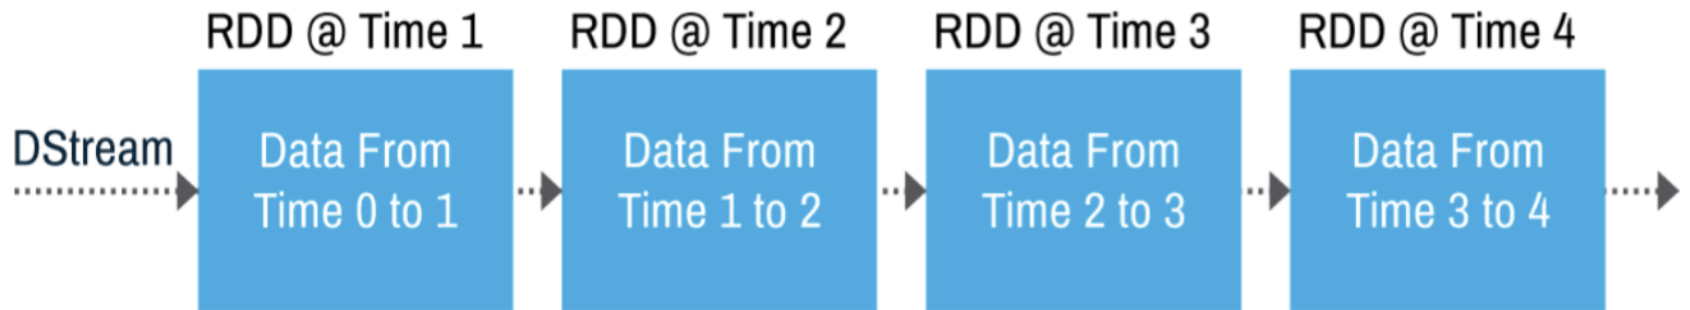 RDD @ Time 1
RDD @ Time 2
RDD @ Time 3
RDD @ Time 4
DStream
Data From
Time 0 to 1
Data From
Time 1 to 2
Data From
Time 2 to 3
Data From
Time 3 to 4